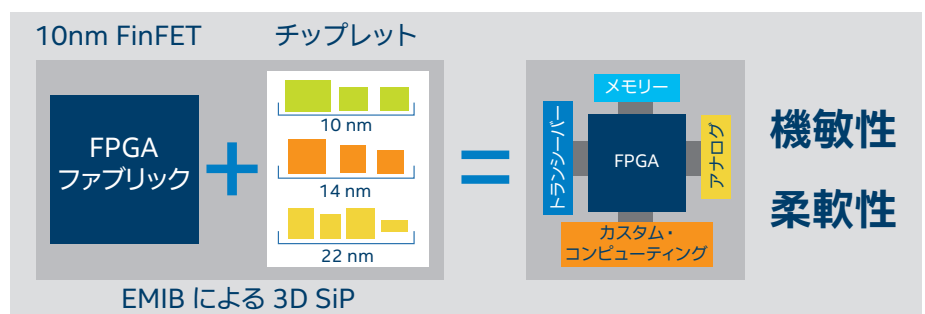 10nm FinFET
チップレット
FPGA
ファブリック
+
10 nm
14 nm
22 nm
=
メモリー
トランシーバー
FPGA
アナログ
カスタム・
コンピューティング
機敏性
柔軟性
EMIB による 3D SiP